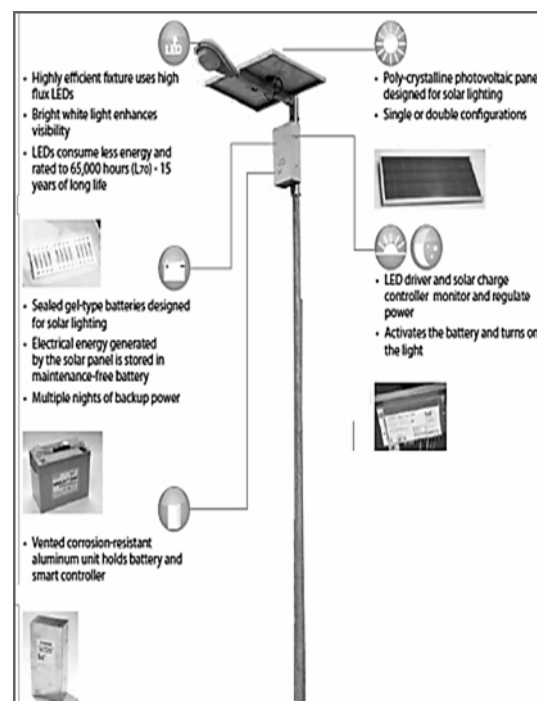 LED
• Highly efficient fixture uses high
flux LEDs
• Bright white light enhances
visibility
• LEDs consume less energy and
rated to 65,000 hours (L70) - 15
years of long life
• Sealed gel-type batteries designed
for solar lighting
• Electrical energy generated
by the solar panel is stored in
maintenance-free battery
• Multiple nights of backup power
• Vented corrosion-resistant
aluminum unit holds battery and
smart controller
• Poly-crystalline photovoltaic pane
designed for solar lighting
• Single or double configurations
• LED driver and solar charge
controller monitor and regulate
power
• Activates the battery and turns on
the light